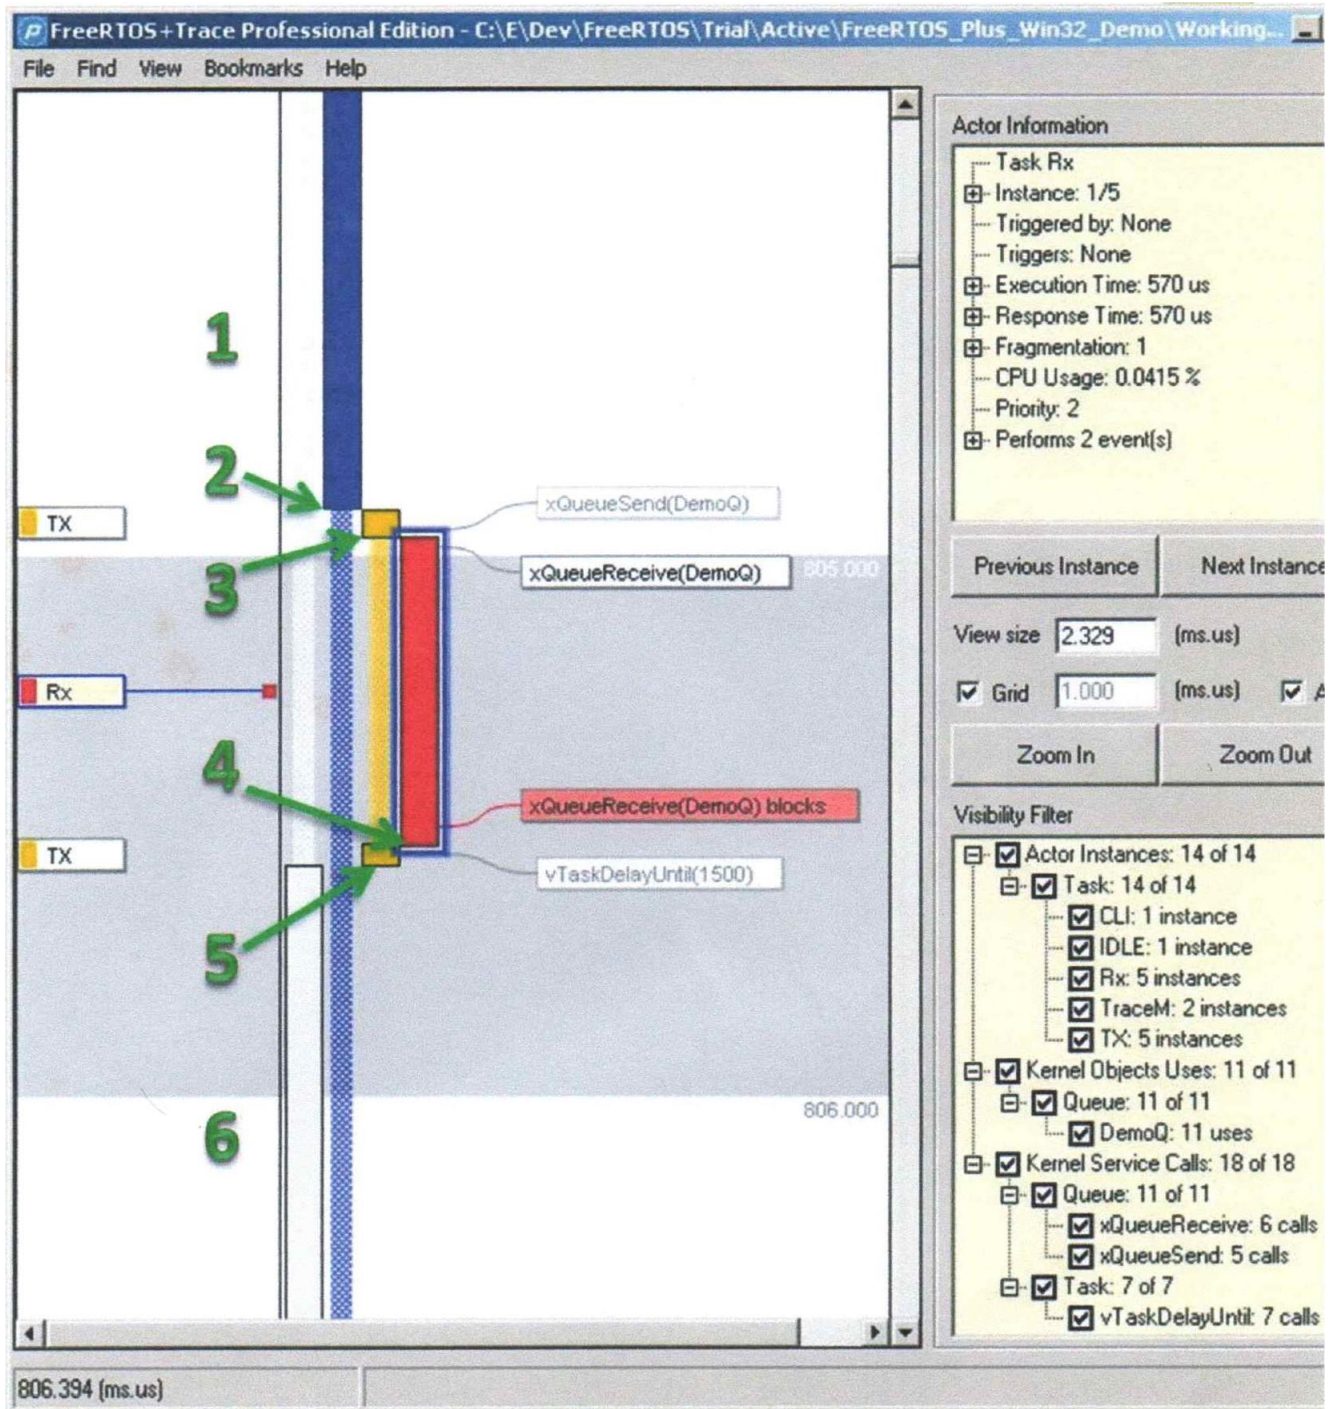 FreeRTOS+Trace Professional Edition - C:\E\Dev\FreeRTOS\Trial\Active\FreeRTOS_Plus_Win32_Demo\Working...
File Find View Bookmarks Help
1
2
TX
3
xQueueSend(DemoQ)
xQueueReceive(DemoQ)
805.000
Rx
4
xQueueReceive(DemoQ) blocks
TX
vTaskDelayUntil(1500)
5
6
806.000
806.394 (ms.us)
Actor Information
Task Rx
Instance: 1/5
Triggered by: None
Triggers: None
Execution Time: 570 us
Response Time: 570 us
Fragmentation: 1
CPU Usage: 0.0415 %
Priority: 2
Performs 2 event(s)
Previous Instance Next Instance
View size 2.329 (ms.us)
Grid 1.000 (ms.us)
Zoom In Zoom Out
Visibility Filter
Actor Instances: 14 of 14
Task: 14 of 14
CLI: 1 instance
IDLE: 1 instance
Rx: 5 instances
TraceM: 2 instances
TX: 5 instances
Kernel Objects Uses: 11 of 11
Queue: 11 of 11
DemoQ: 11 uses
Kernel Service Calls: 18 of 18
Queue: 11 of 11
xQueueReceive: 6 calls
xQueueSend: 5 calls
Task: 7 of 7
vTaskDelayUntil: 7 calls